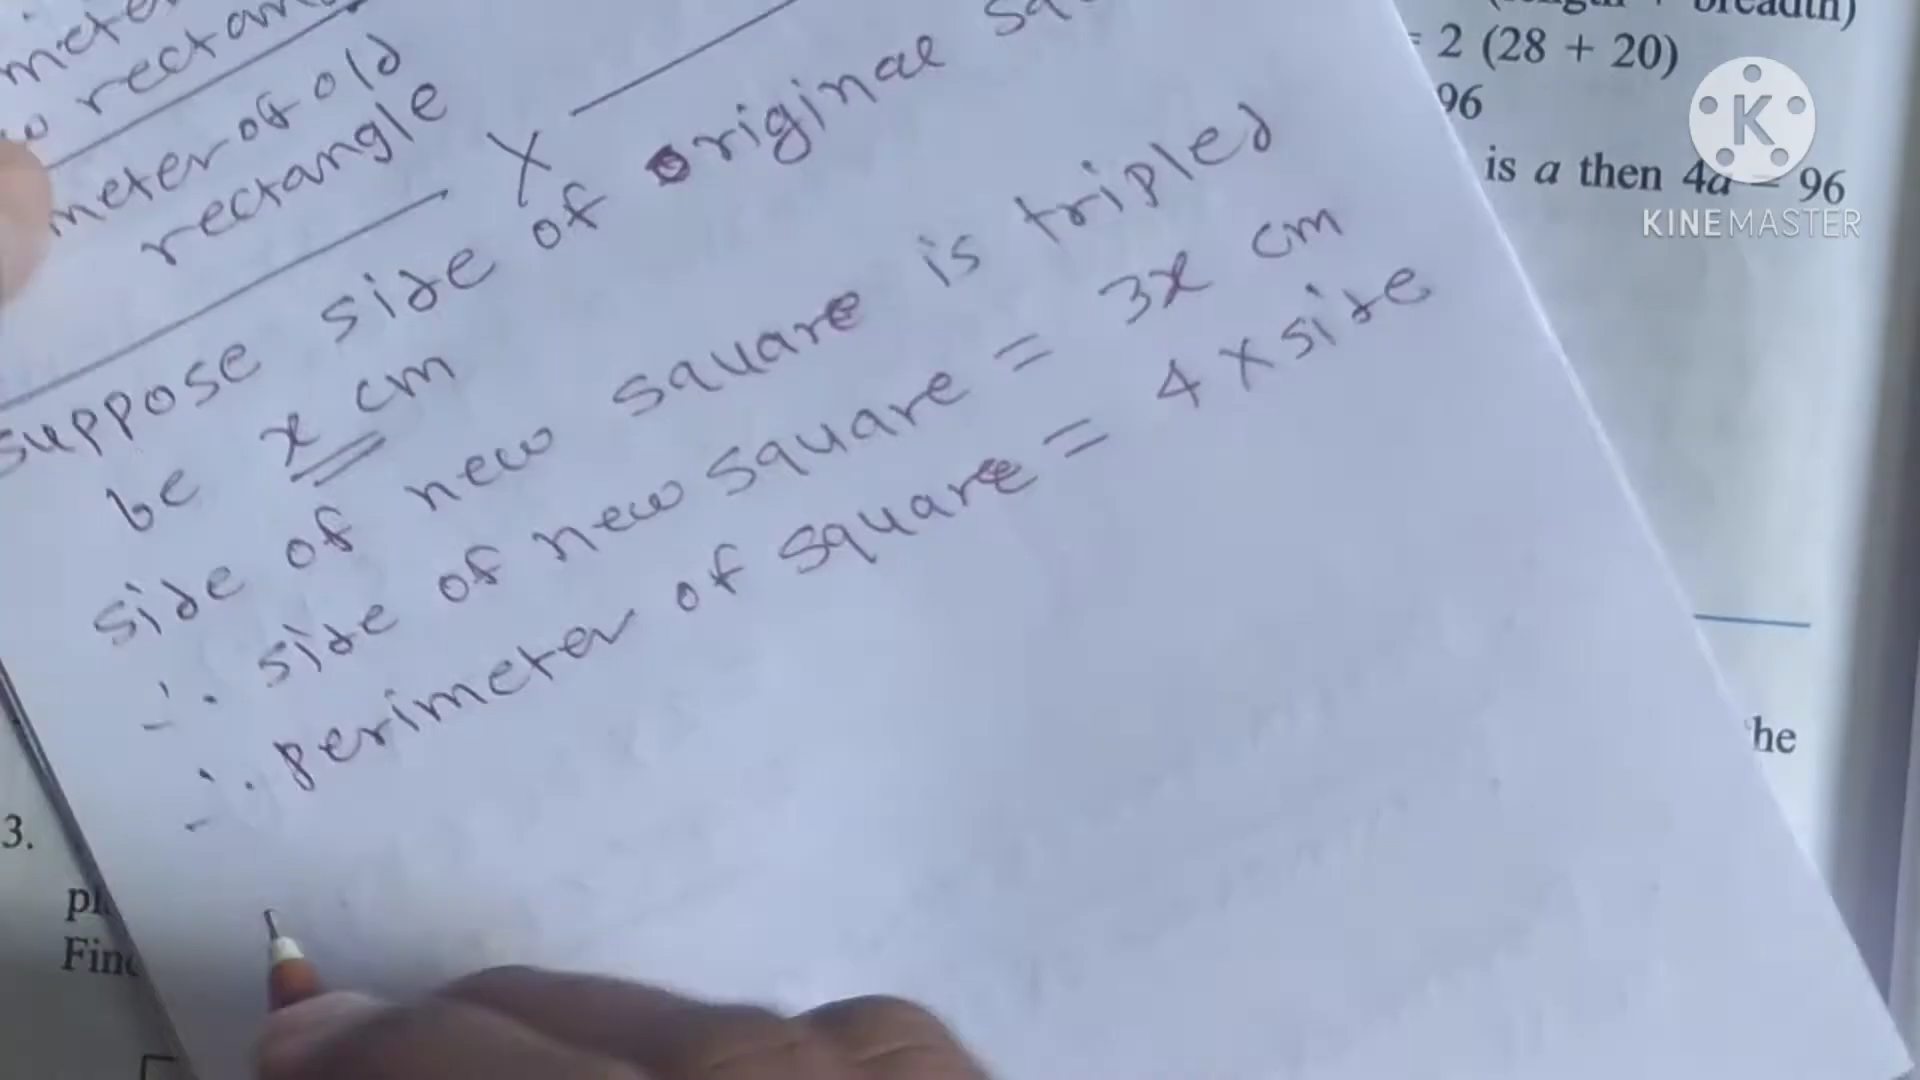 (length + breadth)
= 2 (28 + 20)
96
is a then 4a = 96
KINEMASTER
meter of old
rectangle
X
Suppose side of original
be x cm
side of new square is tripled
∴ side of new square = 3x cm
∴ perimeter of square = 4 × side
he
3.